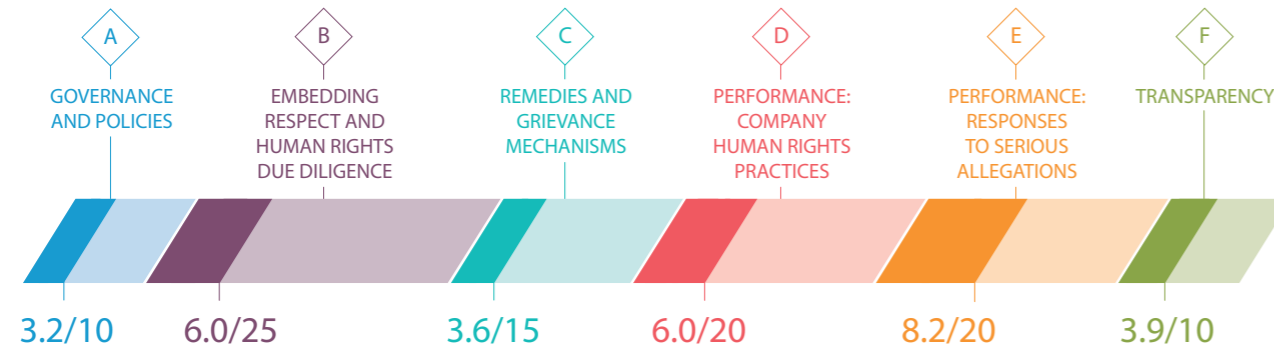 A
GOVERNANCE
AND POLICIES
3.2/10
B
EMBEDDING
RESPECT AND
HUMAN RIGHTS
DUE DILIGENCE
6.0/25
C
REMEDIES AND
GRIEVANCE
MECHANISMS
3.6/15
D
PERFORMANCE:
COMPANY
HUMAN RIGHTS
PRACTICES
6.0/20
E
PERFORMANCE:
RESPONSES
TO SERIOUS
ALLEGATIONS
8.2/20
F
TRANSPARENCY
3.9/10